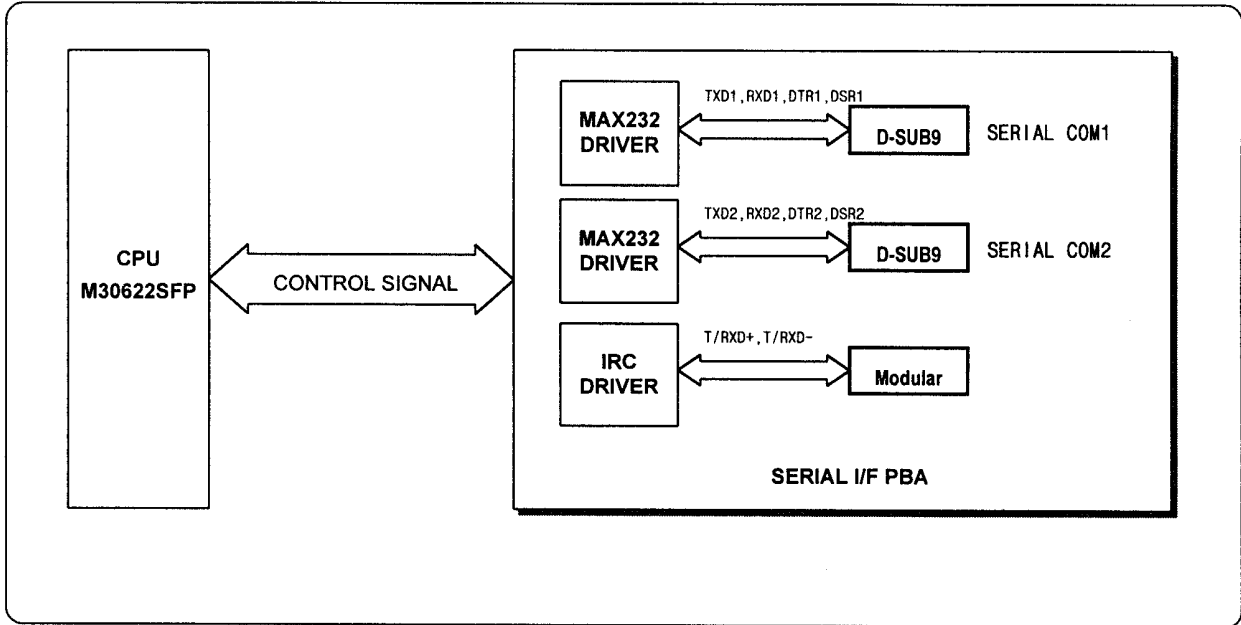 CPU
M30622SFP
CONTROL SIGNAL
MAX232
DRIVER
TXD1,RXD1,DTR1,DSR1
D-SUB9
SERIAL COM1
MAX232
DRIVER
TXD2,RXD2,DTR2,DSR2
D-SUB9
SERIAL COM2
IRC
DRIVER
T/RXD+,T/RXD-
Modular
SERIAL I/F PBA